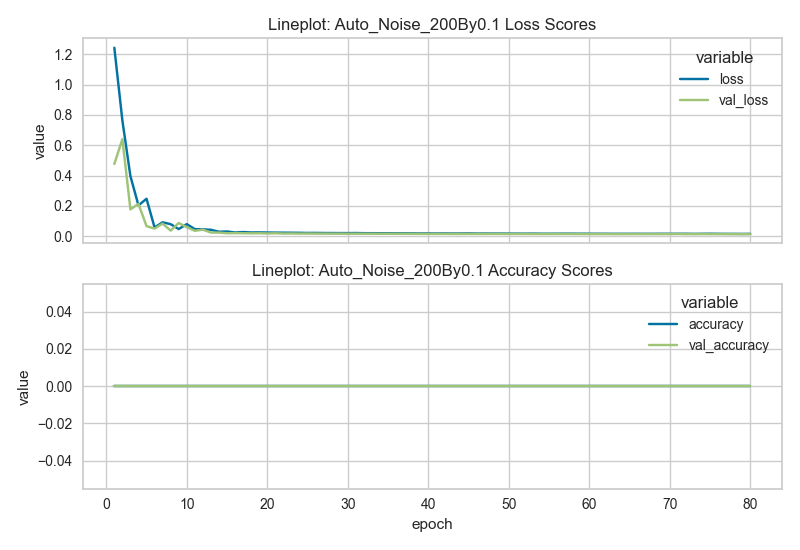 Lineplot: Auto_Noise_200By0.1 Loss Scores
value
1.2
1.0
0.8
0.6
0.4
0.2
0.0
variable
loss
val_loss
Lineplot: Auto_Noise_200By0.1 Accuracy Scores
value
0.04
0.02
0.00
−0.02
−0.04
variable
accuracy
val_accuracy
0 10 20 30 40 50 60 70 80
epoch